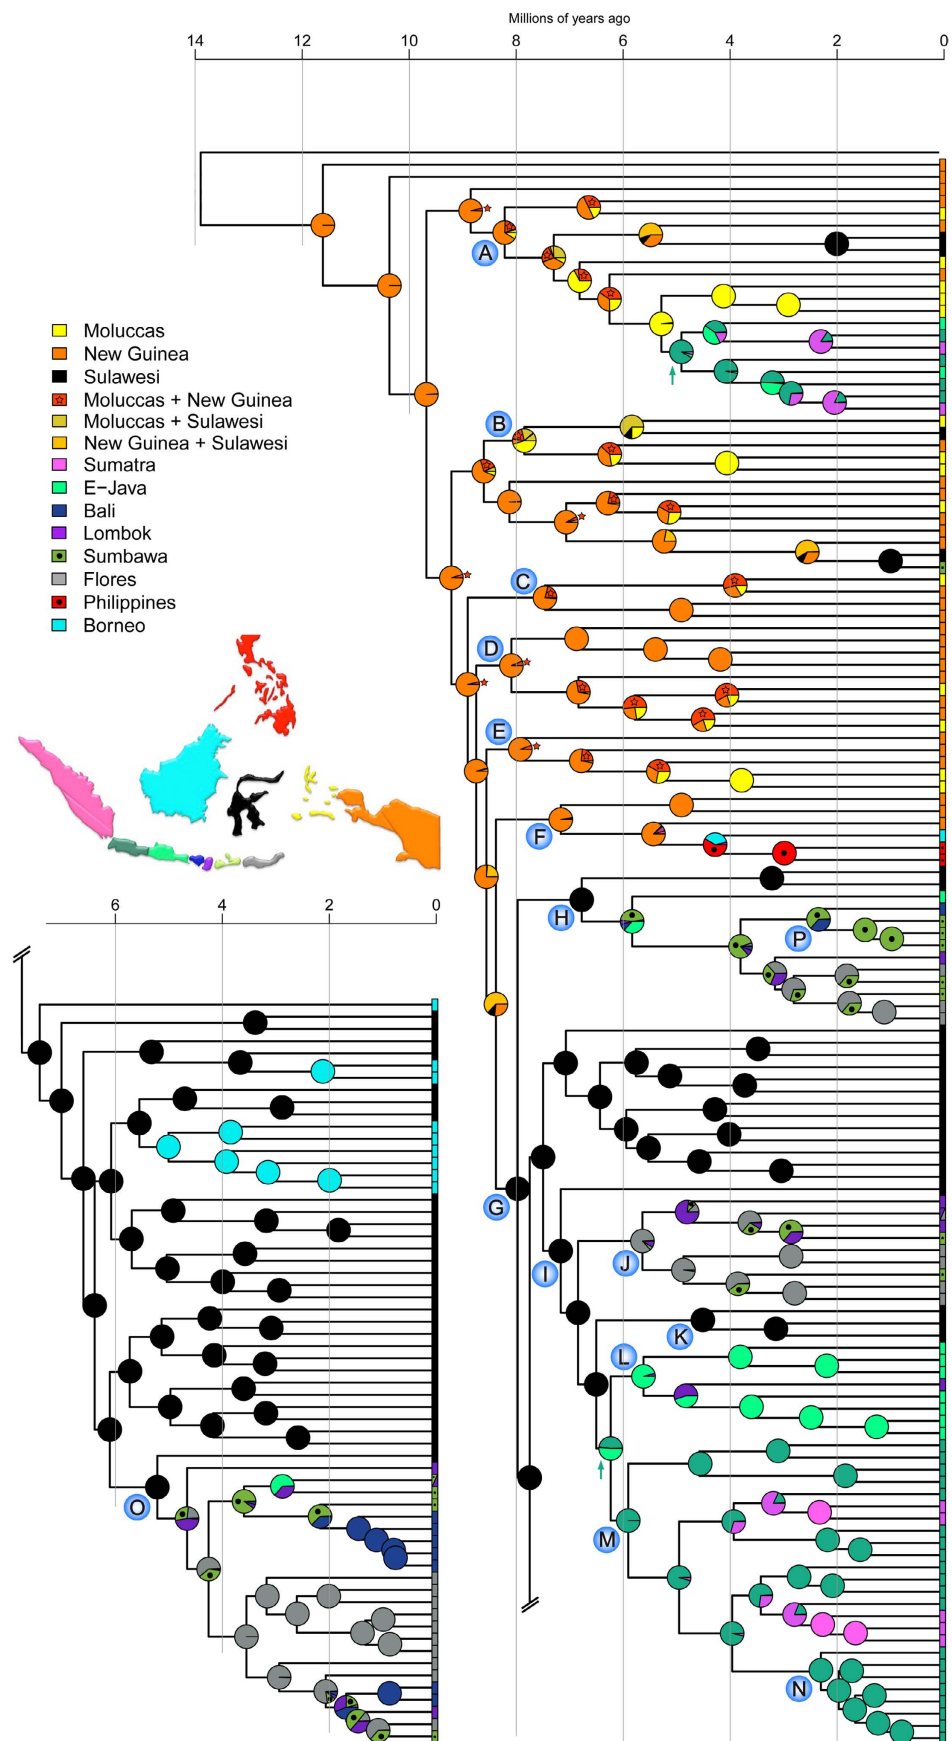 Millions of years ago
14 12 10 8 6 4 2 0
A
Moluccas
New Guinea
Sulawesi
Moluccas + New Guinea
Moluccas + Sulawesi
New Guinea + Sulawesi
Sumatra
E−Java
Bali
Lombok
Sumbawa
Flores
Philippines
Borneo
B
C
D
E
F
6 4 2 0
H
P
G
I
J
K
L
O
M
N